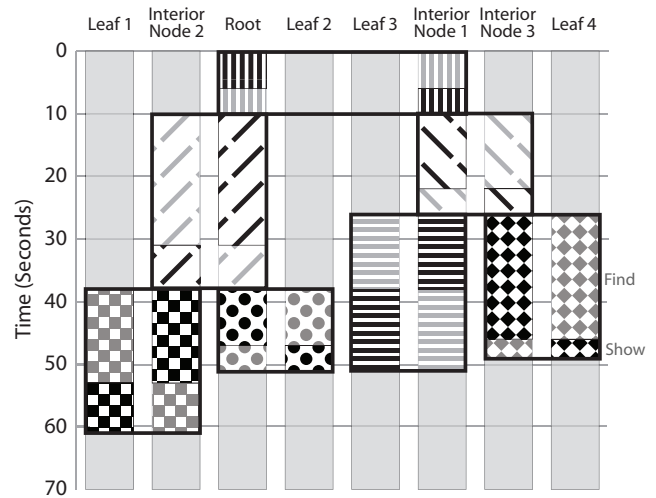 Leaf 1
Interior
Node 2
Root
Leaf 2
Leaf 3
Interior
Node 1
Interior
Node 3
Leaf 4
Time (Seconds)
0
10
20
30
40
50
60
70
Find
Show